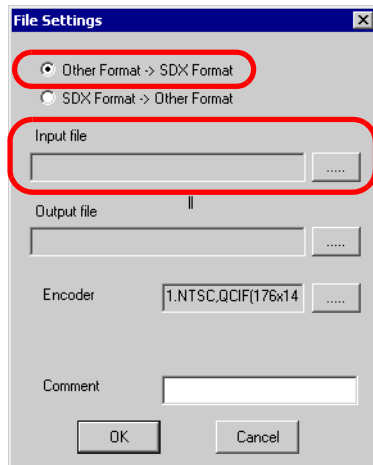 File Settings
Other Format -> SDX Format
SDX Format -> Other Format
Input file
.....
Output file
.....
Encoder 1.NTSC,QCIF(176x14 .....
Comment
OK Cancel